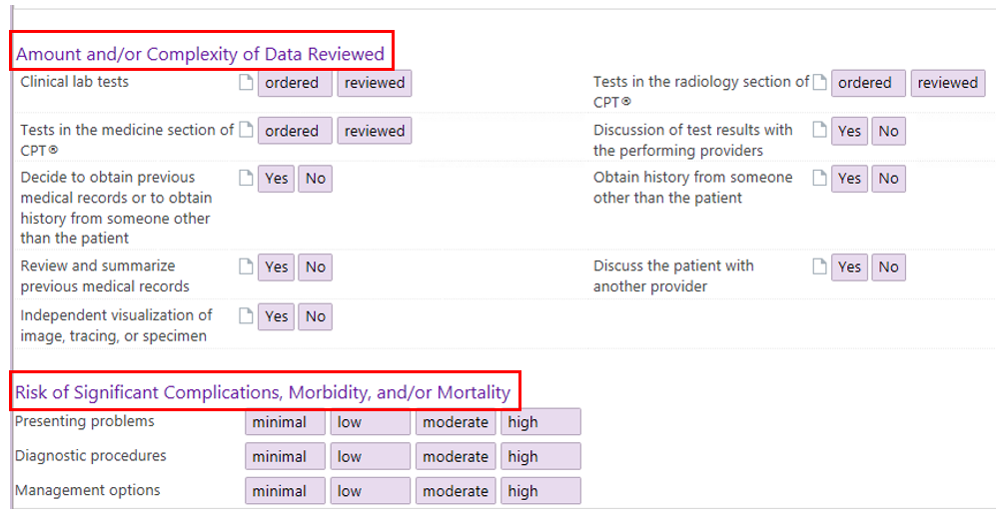 Amount and/or Complexity of Data Reviewed
Clinical lab tests ordered reviewed
Tests in the radiology section of CPT® ordered reviewed
Tests in the medicine section of CPT® ordered reviewed
Discussion of test results with the performing providers Yes No
Decide to obtain previous medical records or to obtain history from someone other than the patient Yes No
Obtain history from someone other than the patient Yes No
Review and summarize previous medical records Yes No
Discuss the patient with another provider Yes No
Independent visualization of image, tracing, or specimen Yes No
Risk of Significant Complications, Morbidity, and/or Mortality
Presenting problems minimal low moderate high
Diagnostic procedures minimal low moderate high
Management options minimal low moderate high